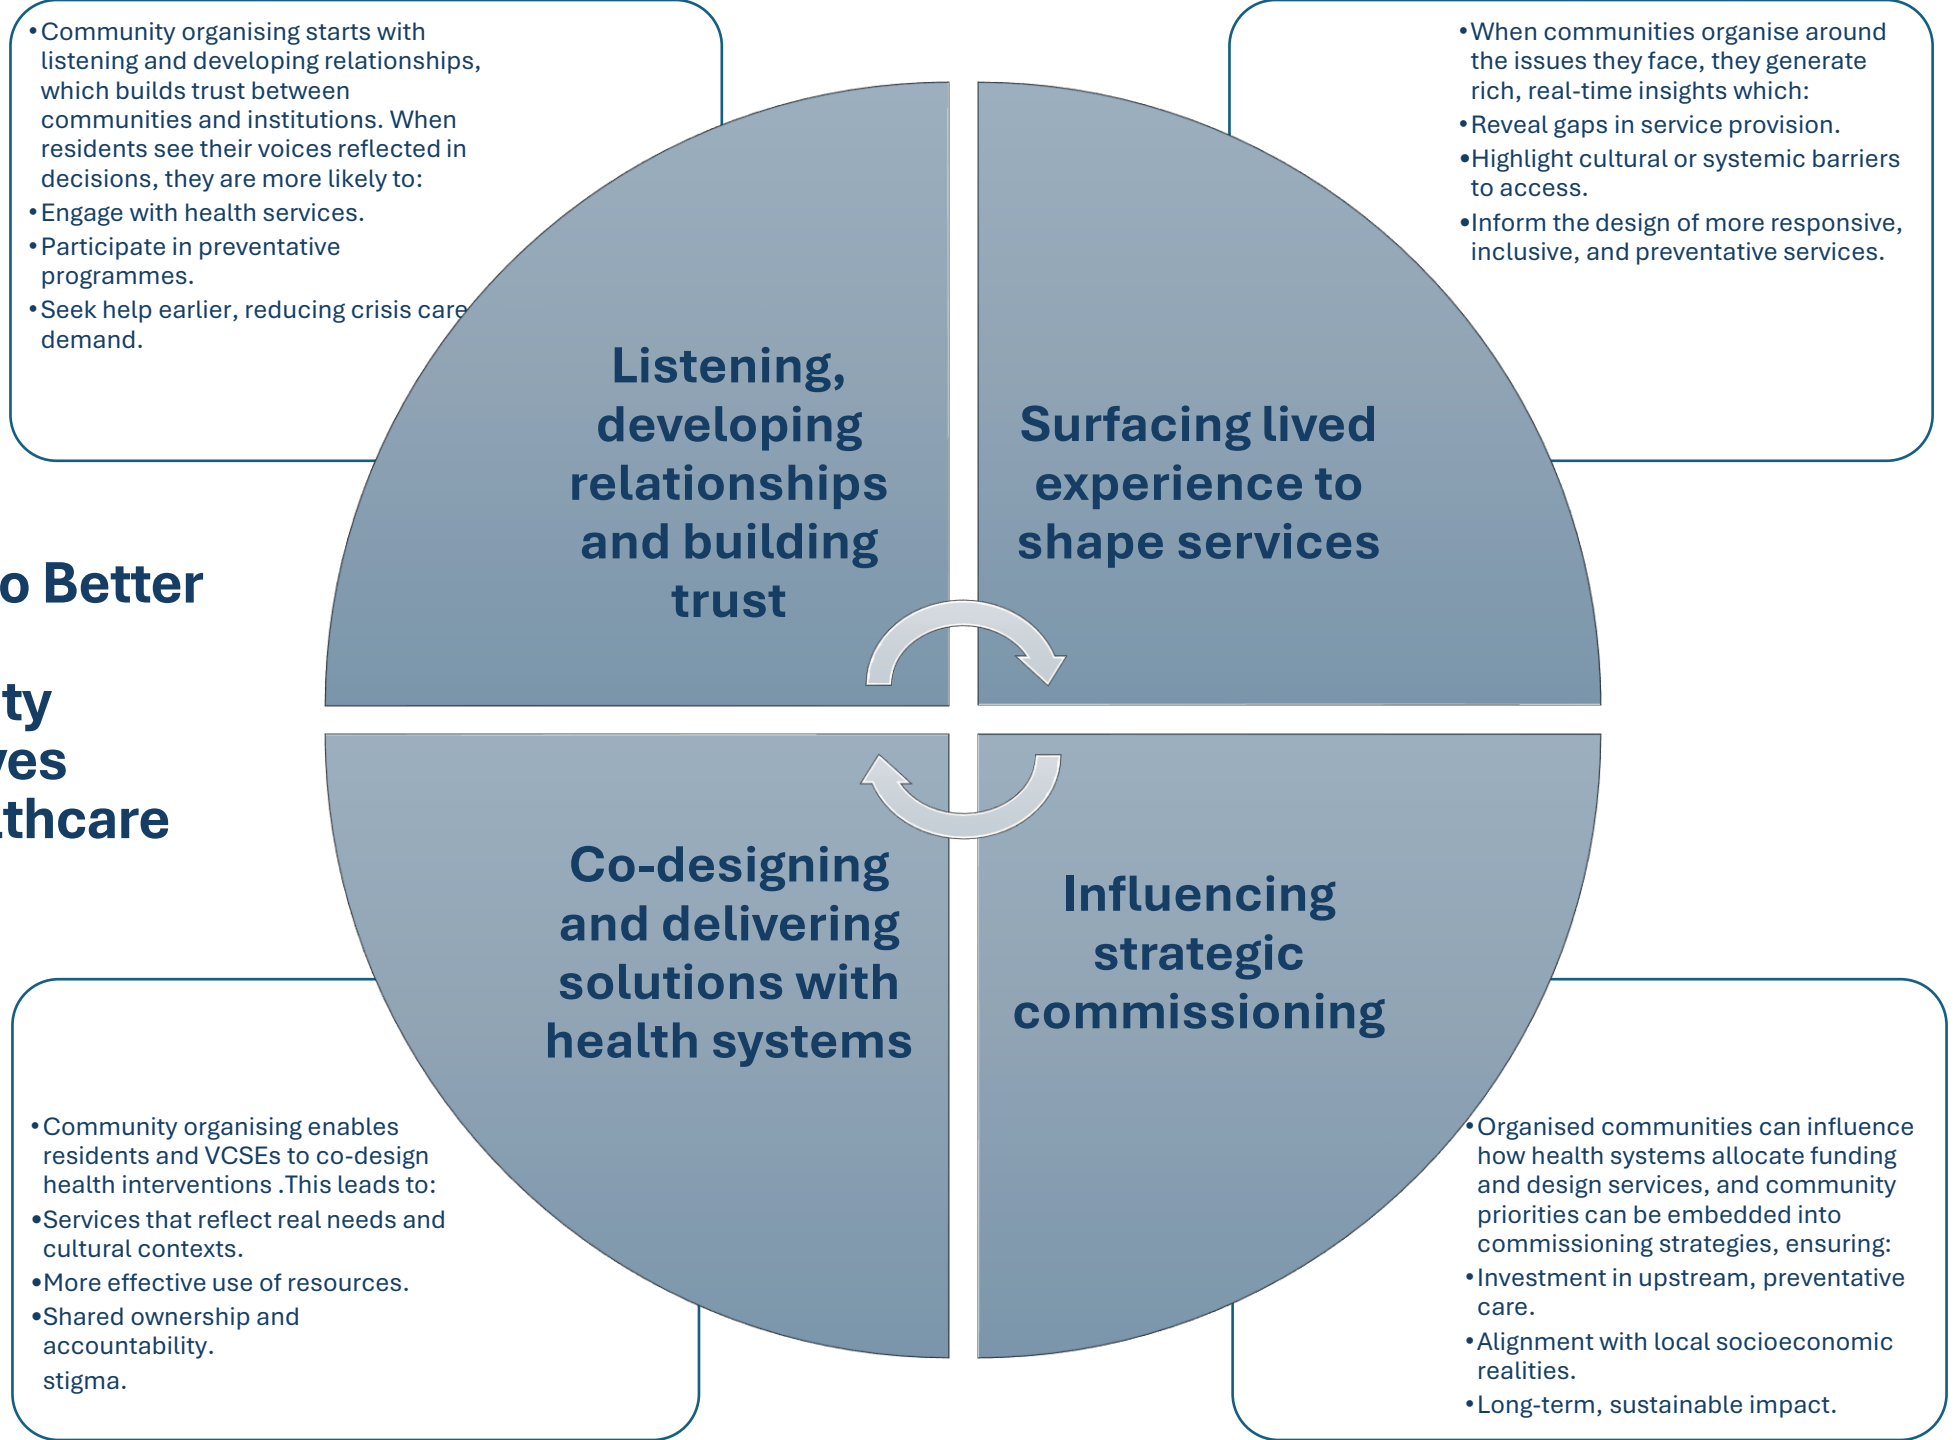 •Community organising starts with
listening and developing relationships,
which builds trust between
communities and institutions. When
residents see their voices reflected in
decisions, they are more likely to:
•Engage with health services.
•Participate in preventative
programmes.
•Seek help earlier, reducing crisis care
demand.
•When communities organise around
the issues they face, they generate
rich, real-time insights which:
•Reveal gaps in service provision.
•Highlight cultural or systemic barriers
to access.
•Inform the design of more responsive,
inclusive, and preventative services.
Listening,
developing
relationships
and building
trust
Surfacing lived
experience to
shape services
o Better
ty
ves
thcare
Co-designing
and delivering
solutions with
health systems
Influencing
strategic
commissioning
•Community organising enables
residents and VCSEs to co-design
health interventions .This leads to:
•Services that reflect real needs and
cultural contexts.
•More effective use of resources.
•Shared ownership and
accountability.
stigma.
•Organised communities can influence
how health systems allocate funding
and design services, and community
priorities can be embedded into
commissioning strategies, ensuring:
•Investment in upstream, preventative
care.
•Alignment with local socioeconomic
realities.
•Long-term, sustainable impact.